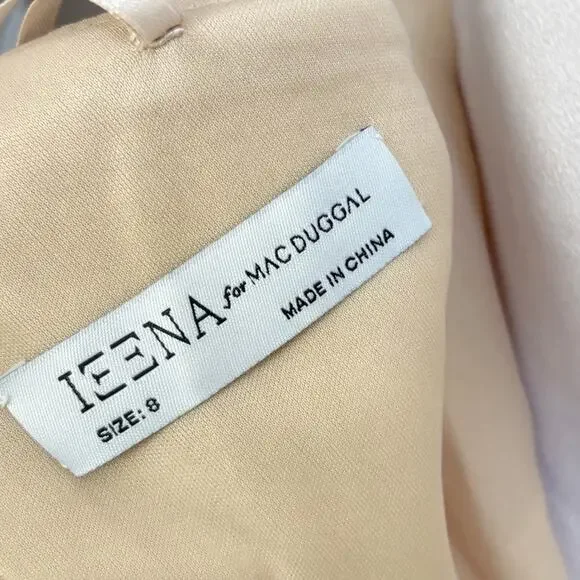 IEENA for MAC DUGGAL
SIZE: 8 MADE IN CHINA